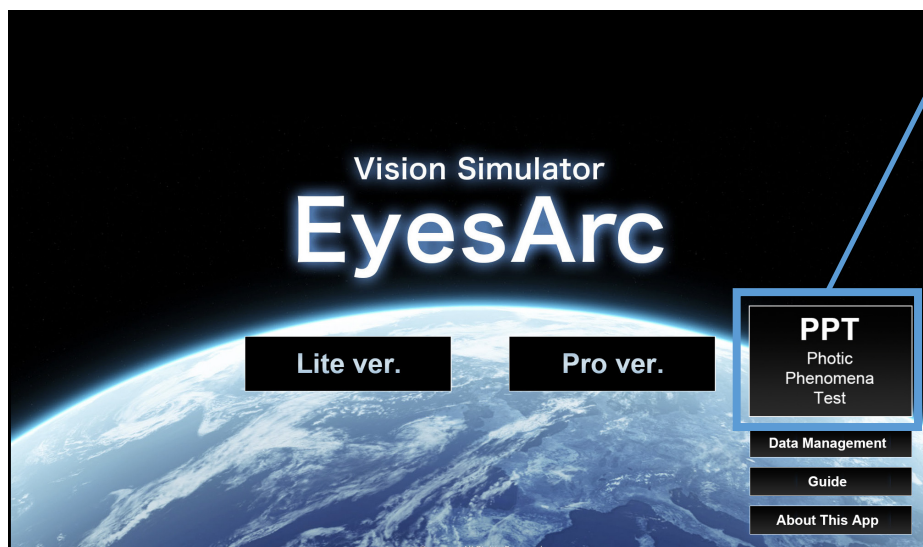 Vision Simulator
EyesArc
Lite ver.
Pro ver.
PPT
Photic
Phenomena
Test
Data Management
Guide
About This App